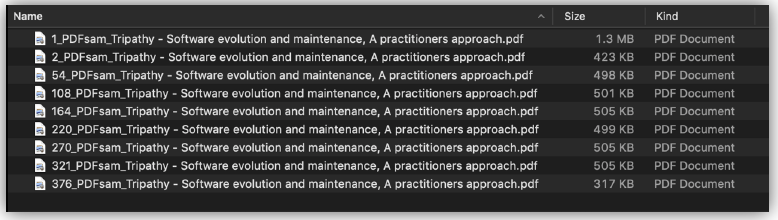 Name Size Kind
1_PDFsam_Tripathy - Software evolution and maintenance, A practitioners approach.pdf 1.3 MB PDF Document
2_PDFsam_Tripathy - Software evolution and maintenance, A practitioners approach.pdf 423 KB PDF Document
54_PDFsam_Tripathy - Software evolution and maintenance, A practitioners approach.pdf 498 KB PDF Document
108_PDFsam_Tripathy - Software evolution and maintenance, A practitioners approach.pdf 501 KB PDF Document
164_PDFsam_Tripathy - Software evolution and maintenance, A practitioners approach.pdf 505 KB PDF Document
220_PDFsam_Tripathy - Software evolution and maintenance, A practitioners approach.pdf 499 KB PDF Document
270_PDFsam_Tripathy - Software evolution and maintenance, A practitioners approach.pdf 505 KB PDF Document
321_PDFsam_Tripathy - Software evolution and maintenance, A practitioners approach.pdf 505 KB PDF Document
376_PDFsam_Tripathy - Software evolution and maintenance, A practitioners approach.pdf 317 KB PDF Document